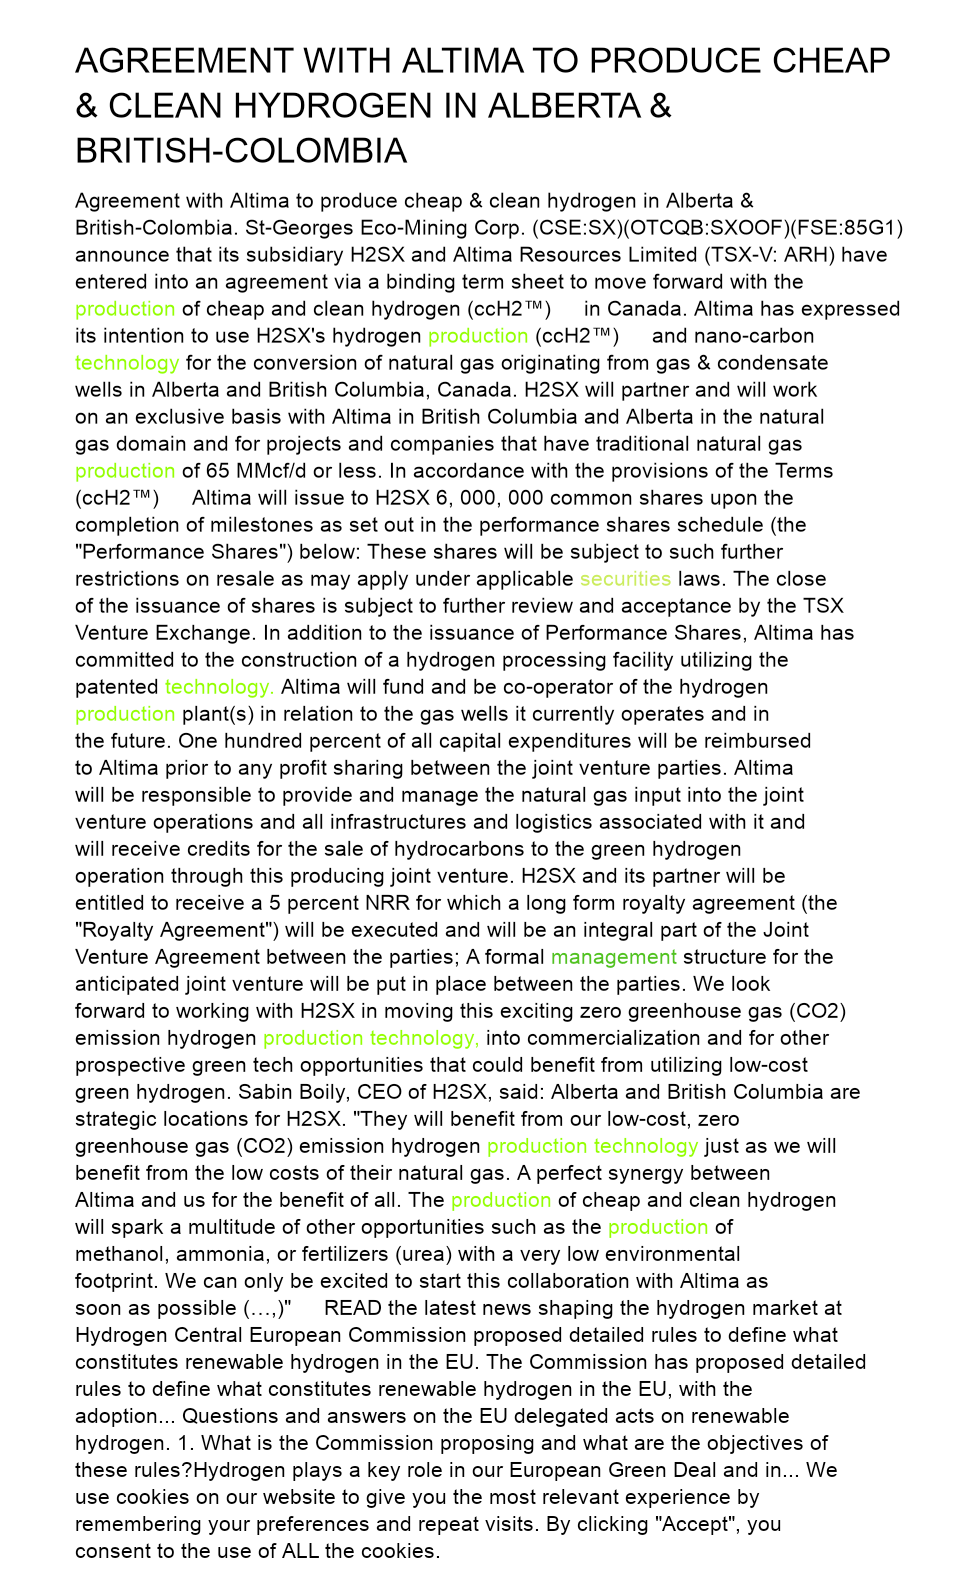 AGREEMENT WITH ALTIMA TO PRODUCE CHEAP
& CLEAN HYDROGEN IN ALBERTA &
BRITISH-COLOMBIA
Agreement with Altima to produce cheap & clean hydrogen in Alberta &
British-Colombia. St-Georges Eco-Mining Corp. (CSE:SX)(OTCQB:SXOOF)(FSE:85G1)
announce that its subsidiary H2SX and Altima Resources Limited (TSX-V: ARH) have
entered into an agreement via a binding term sheet to move forward with the
production of cheap and clean hydrogen (ccH2™) in Canada. Altima has expressed
its intention to use H2SX's hydrogen production (ccH2™) and nano-carbon
technology for the conversion of natural gas originating from gas & condensate
wells in Alberta and British Columbia, Canada. H2SX will partner and will work
on an exclusive basis with Altima in British Columbia and Alberta in the natural
gas domain and for projects and companies that have traditional natural gas
production of 65 MMcf/d or less. In accordance with the provisions of the Terms
(ccH2™) Altima will issue to H2SX 6, 000, 000 common shares upon the
completion of milestones as set out in the performance shares schedule (the
"Performance Shares") below: These shares will be subject to such further
restrictions on resale as may apply under applicable securities laws. The close
of the issuance of shares is subject to further review and acceptance by the TSX
Venture Exchange. In addition to the issuance of Performance Shares, Altima has
committed to the construction of a hydrogen processing facility utilizing the
patented technology. Altima will fund and be co-operator of the hydrogen
production plant(s) in relation to the gas wells it currently operates and in
the future. One hundred percent of all capital expenditures will be reimbursed
to Altima prior to any profit sharing between the joint venture parties. Altima
will be responsible to provide and manage the natural gas input into the joint
venture operations and all infrastructures and logistics associated with it and
will receive credits for the sale of hydrocarbons to the green hydrogen
operation through this producing joint venture. H2SX and its partner will be
entitled to receive a 5 percent NRR for which a long form royalty agreement (the
"Royalty Agreement") will be executed and will be an integral part of the Joint
Venture Agreement between the parties; A formal management structure for the
anticipated joint venture will be put in place between the parties. We look
forward to working with H2SX in moving this exciting zero greenhouse gas (CO2)
emission hydrogen production technology, into commercialization and for other
prospective green tech opportunities that could benefit from utilizing low-cost
green hydrogen. Sabin Boily, CEO of H2SX, said: Alberta and British Columbia are
strategic locations for H2SX. "They will benefit from our low-cost, zero
greenhouse gas (CO2) emission hydrogen production technology just as we will
benefit from the low costs of their natural gas. A perfect synergy between
Altima and us for the benefit of all. The production of cheap and clean hydrogen
will spark a multitude of other opportunities such as the production of
methanol, ammonia, or fertilizers (urea) with a very low environmental
footprint. We can only be excited to start this collaboration with Altima as
soon as possible (…,)" READ the latest news shaping the hydrogen market at
Hydrogen Central European Commission proposed detailed rules to define what
constitutes renewable hydrogen in the EU. The Commission has proposed detailed
rules to define what constitutes renewable hydrogen in the EU, with the
adoption... Questions and answers on the EU delegated acts on renewable
hydrogen. 1. What is the Commission proposing and what are the objectives of
these rules?Hydrogen plays a key role in our European Green Deal and in... We
use cookies on our website to give you the most relevant experience by
remembering your preferences and repeat visits. By clicking "Accept", you
consent to the use of ALL the cookies.